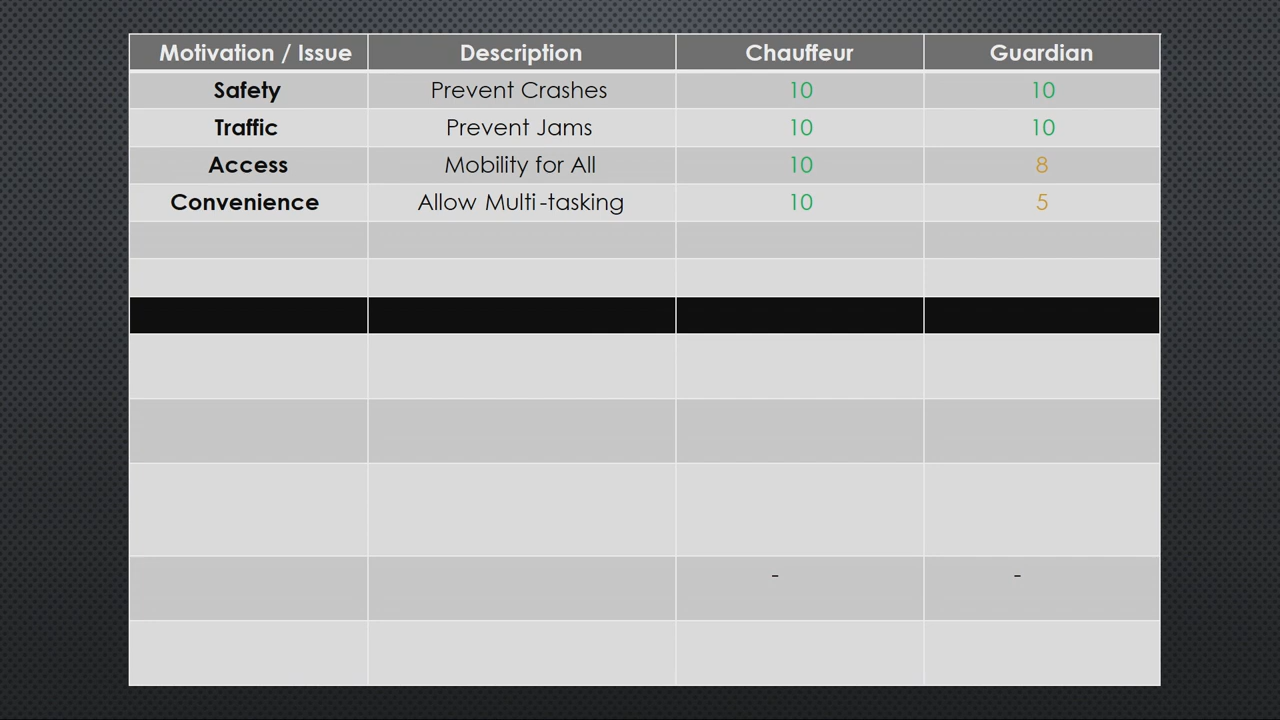 Motivation / Issue Description Chauffeur Guardian
Safety Prevent Crashes 10 10
Traffic Prevent Jams 10 10
Access Mobility for All 10 8
Convenience Allow Multi-tasking 10 5
- -